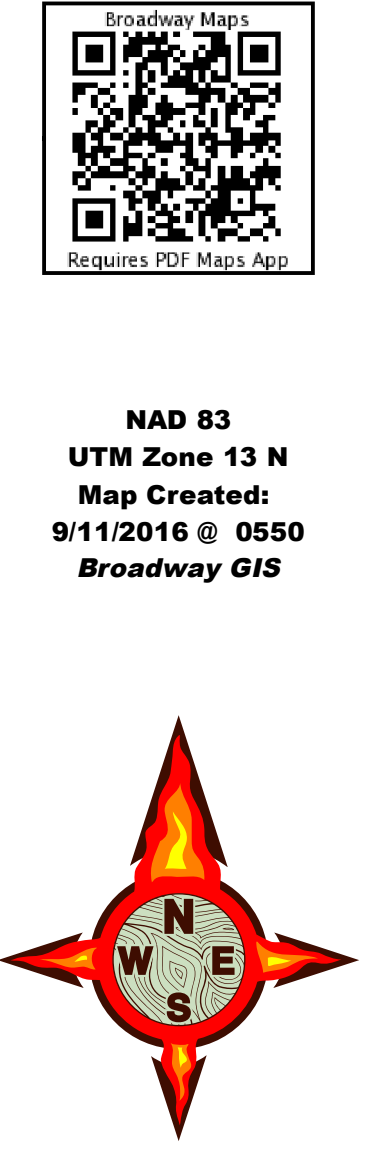 Broadway Maps
Requires PDF Maps App
NAD 83
UTM Zone 13 N
Map Created:
9/11/2016 @ 0550
Broadway GIS
N
W E
S